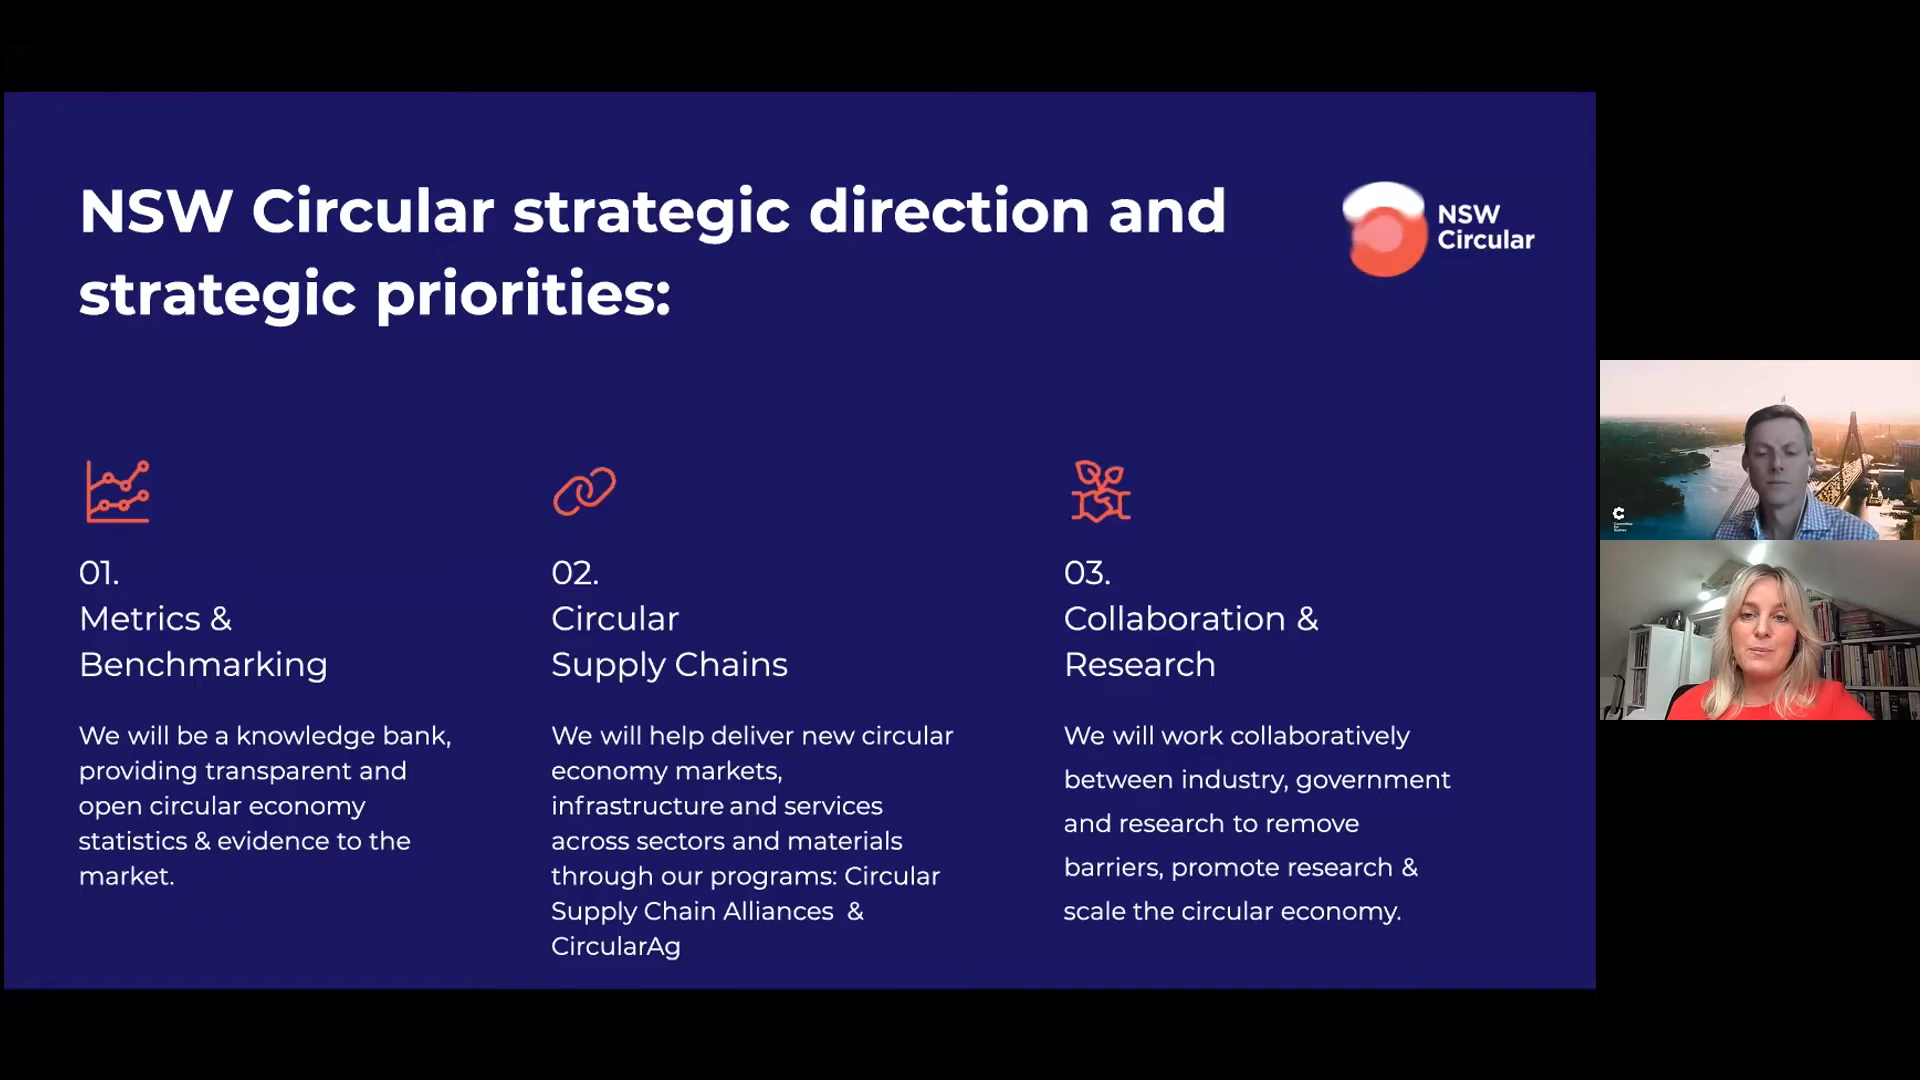 NSW Circular strategic direction and
strategic priorities:
NSW
Circular
01.
Metrics &
Benchmarking
We will be a knowledge bank,
providing transparent and
open circular economy
statistics & evidence to the
market.
02.
Circular
Supply Chains
We will help deliver new circular
economy markets,
infrastructure and services
across sectors and materials
through our programs: Circular
Supply Chain Alliances &
CircularAg
03.
Collaboration &
Research
We will work collaboratively
between industry, government
and research to remove
barriers, promote research &
scale the circular economy.
Committee
for
Sydney